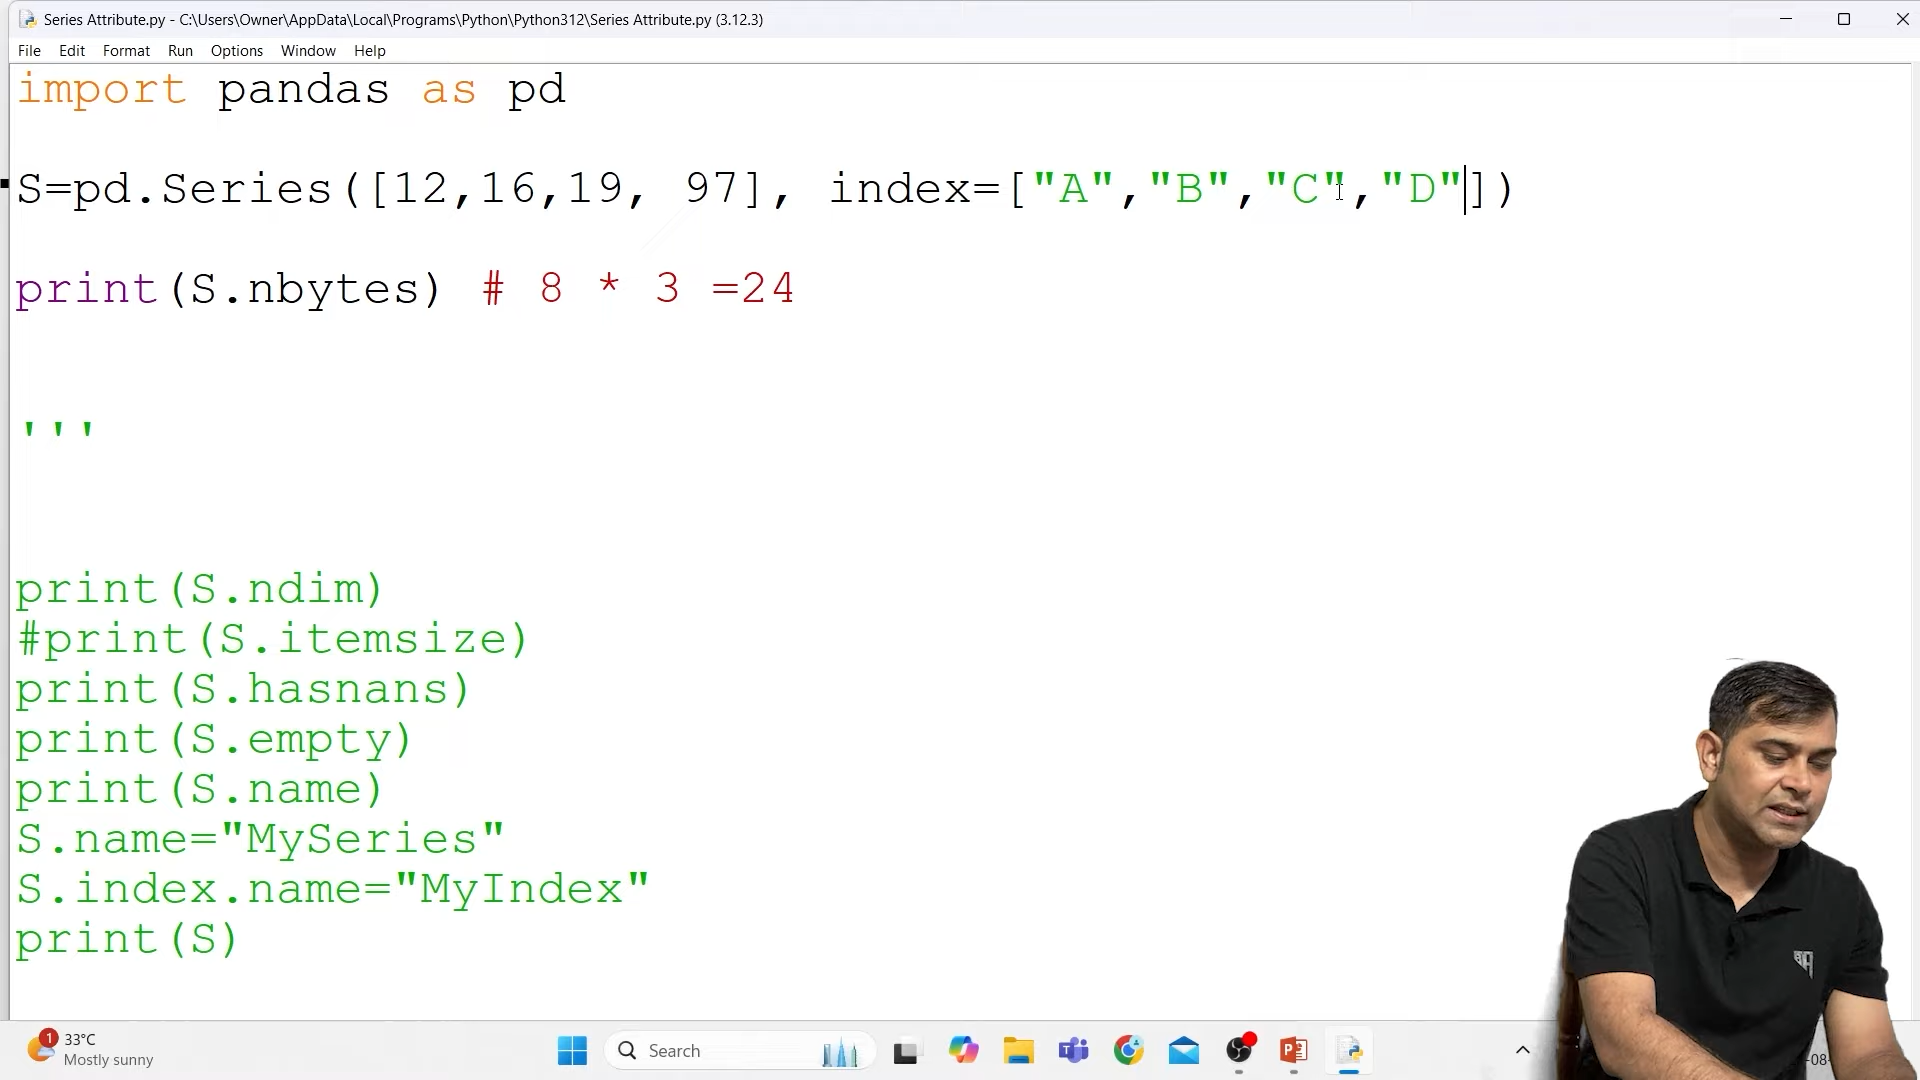 Series Attribute.py - C:\Users\Owner\AppData\Local\Programs\Python\Python312\Series Attribute.py (3.12.3)
File Edit Format Run Options Window Help
import pandas as pd
S=pd.Series([12,16,19, 97], index=["A","B","C","D"])
print(S.nbytes) # 8 * 3 =24
'''
print(S.ndim)
#print(S.itemsize)
print(S.hasnans)
print(S.empty)
print(S.name)
S.name="MySeries"
S.index.name="MyIndex"
print(S)
1
33°C
Mostly sunny
Search